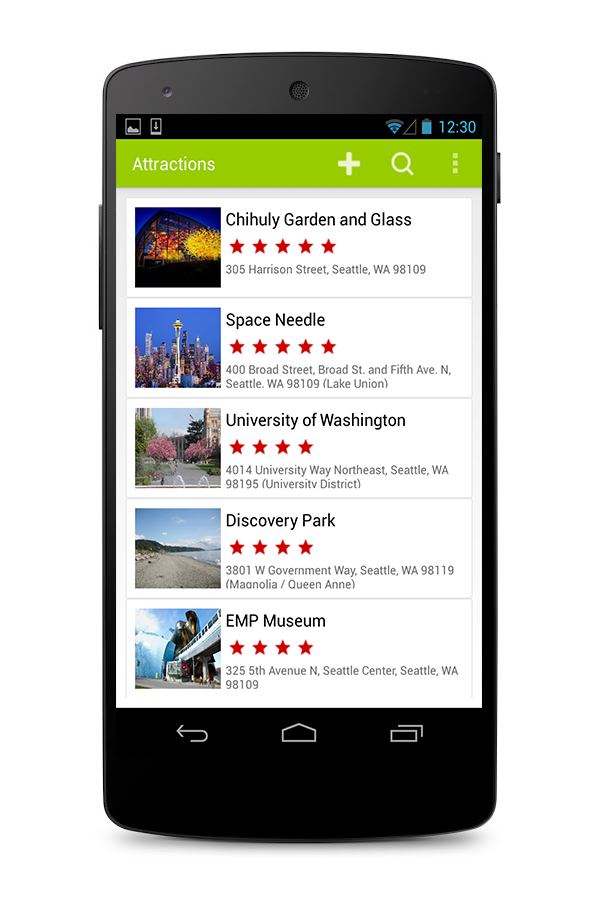 12:30
Attractions
Chihuly Garden and Glass
305 Harrison Street, Seattle, WA 98109
Space Needle
400 Broad Street, Broad St. and Fifth Ave. N,
Seattle, WA 98109 (Lake Union)
University of Washington
4014 University Way Northeast, Seattle, WA
98195 (University District)
Discovery Park
3801 W Government Way, Seattle, WA 98119
(Magnolia / Queen Anne)
EMP Museum
325 5th Avenue N, Seattle Center, Seattle, WA
98109